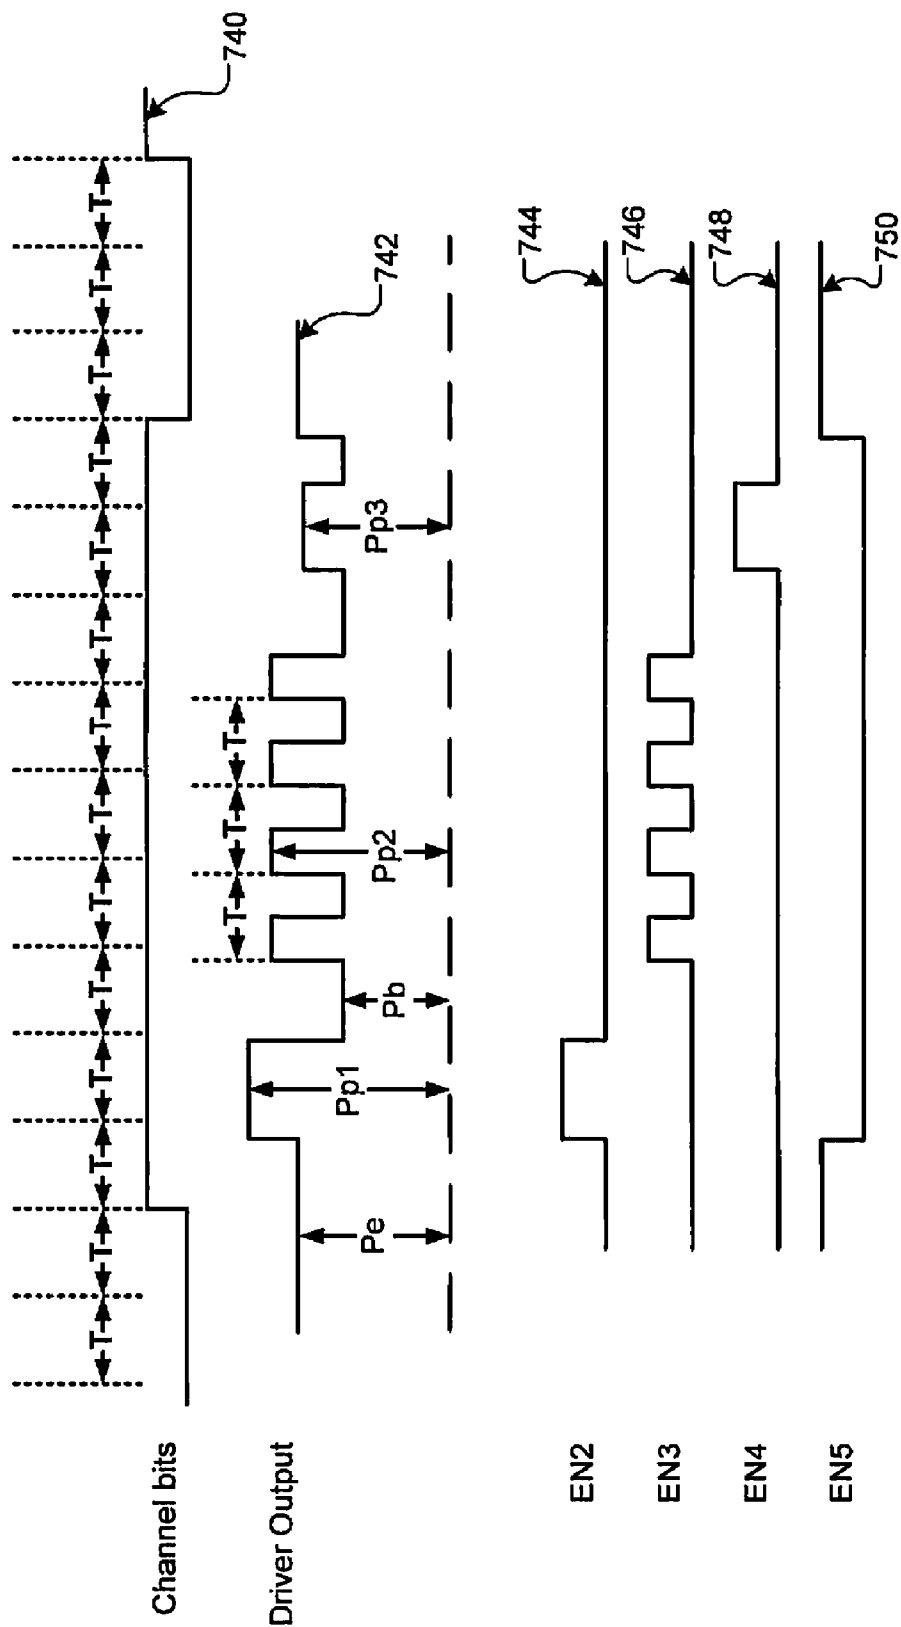 T T T T T T T T T T T T T T
Channel bits
740
T T T
Driver Output
Pe
Pp1
Pb
Pp2
Pp3
742
EN2
744
EN3
746
EN4
748
EN5
750